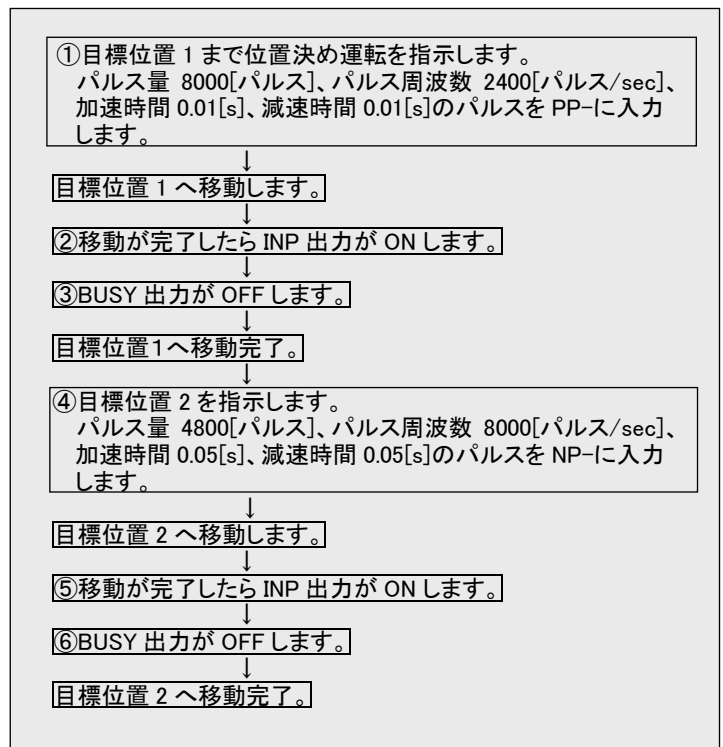 ①目標位置 1 まで位置決め運転を指示します。
パルス量 8000[パルス]、パルス周波数 2400[パルス/sec]、
加速時間 0.01[s]、減速時間 0.01[s]のパルスを PP-に入力
します。
↓
目標位置 1 へ移動します。
↓
②移動が完了したら INP 出力が ON します。
↓
③BUSY 出力が OFF します。
↓
目標位置1へ移動完了。
↓
④目標位置 2 を指示します。
パルス量 4800[パルス]、パルス周波数 8000[パルス/sec]、
加速時間 0.05[s]、減速時間 0.05[s]のパルスを NP-に入力
します。
↓
目標位置 2 へ移動します。
↓
⑤移動が完了したら INP 出力が ON します。
↓
⑥BUSY 出力が OFF します。
↓
目標位置 2 へ移動完了。